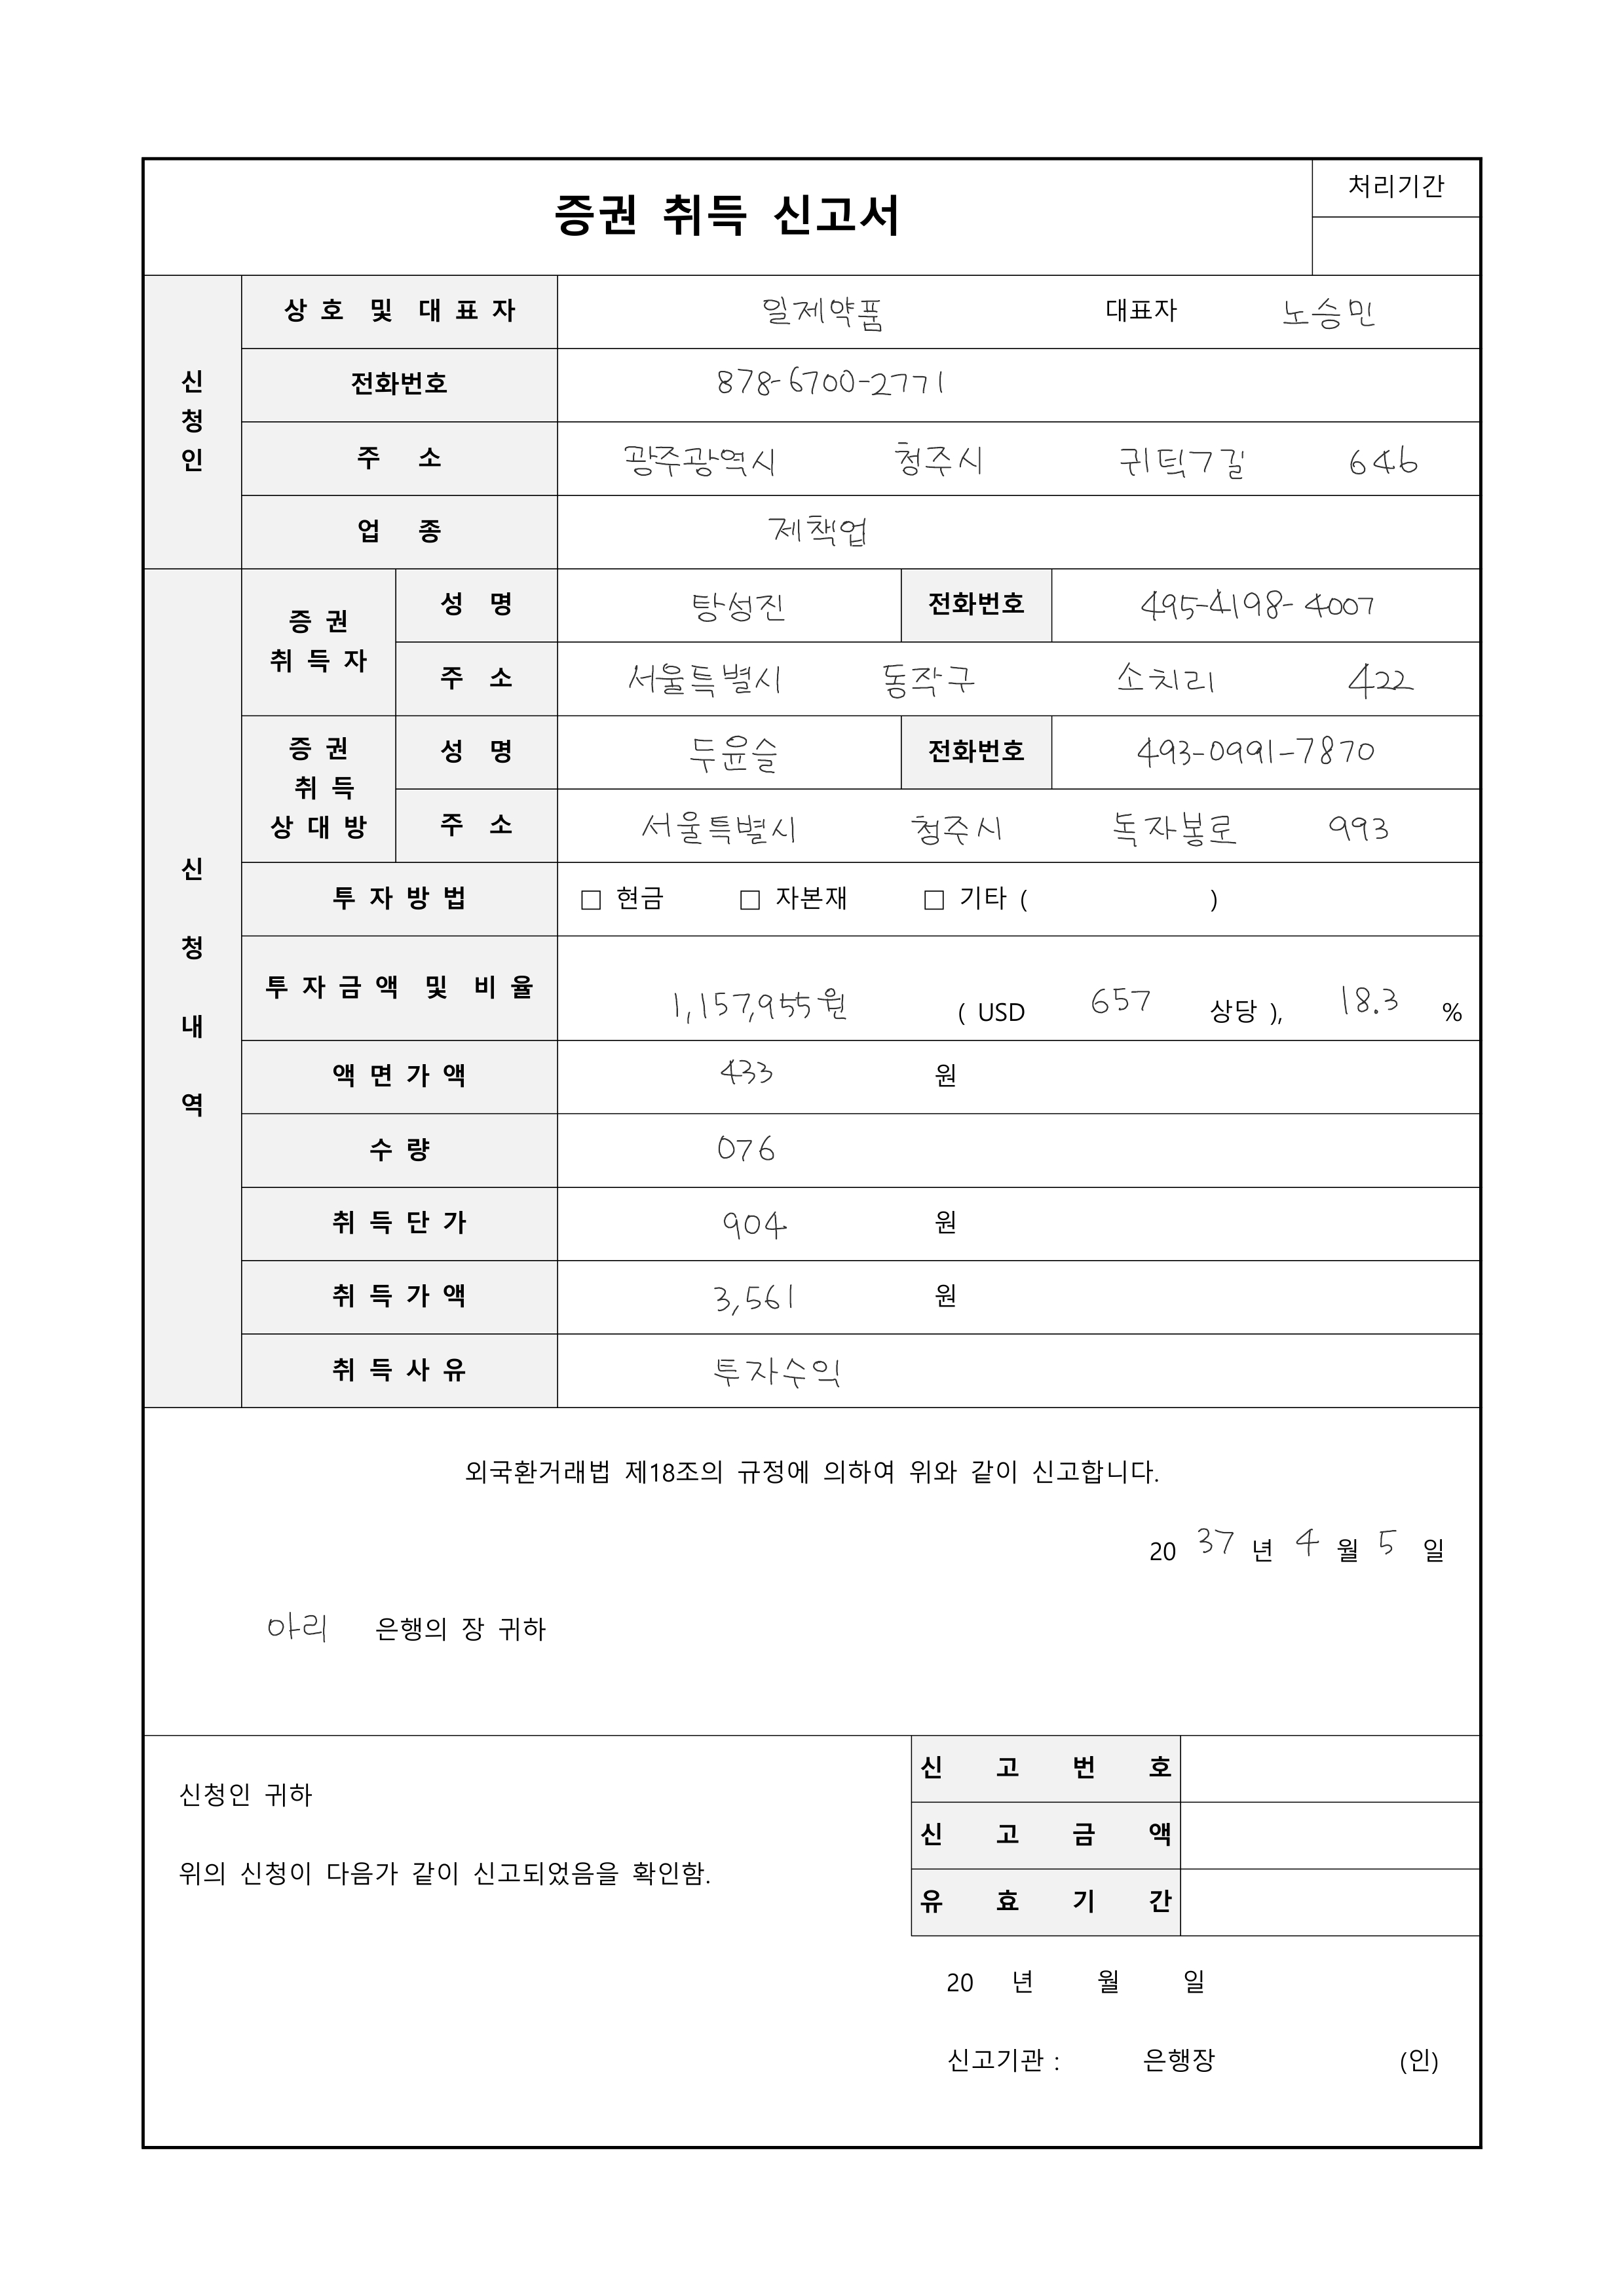 증권 취득 신고서
처리기간
신청인
상호 및 대표자 일제약품 대표자 노승민
전화번호 878-6700-2771
주 소 광주광역시 청주시 귀틱7길 646
업 종 제책업
신청내역
증권 취득자 성 명 탕성진 전화번호 495-4198-4007
주 소 서울특별시 동작구 소치리 422
증권 취득 상대방 성 명 두윤슬 전화번호 493-0991-7870
주 소 서울특별시 청주시 독자봉로 993
투자방법 □ 현금 □ 자본재 □ 기타 ( )
투자금액 및 비율 1,157,955원 ( USD 657 상당 ), 18.3 %
액면가액 433 원
수량 076
취득단가 904 원
취득가액 3,561 원
취득사유 투자수익
외국환거래법 제18조의 규정에 의하여 위와 같이 신고합니다.
20 37 년 4 월 5 일
아리 은행의 장 귀하
신청인 귀하
위의 신청이 다음가 같이 신고되었음을 확인함.
신 고 번 호
신 고 금 액
유 효 기 간
20 년 월 일
신고기관 : 은행장 (인)